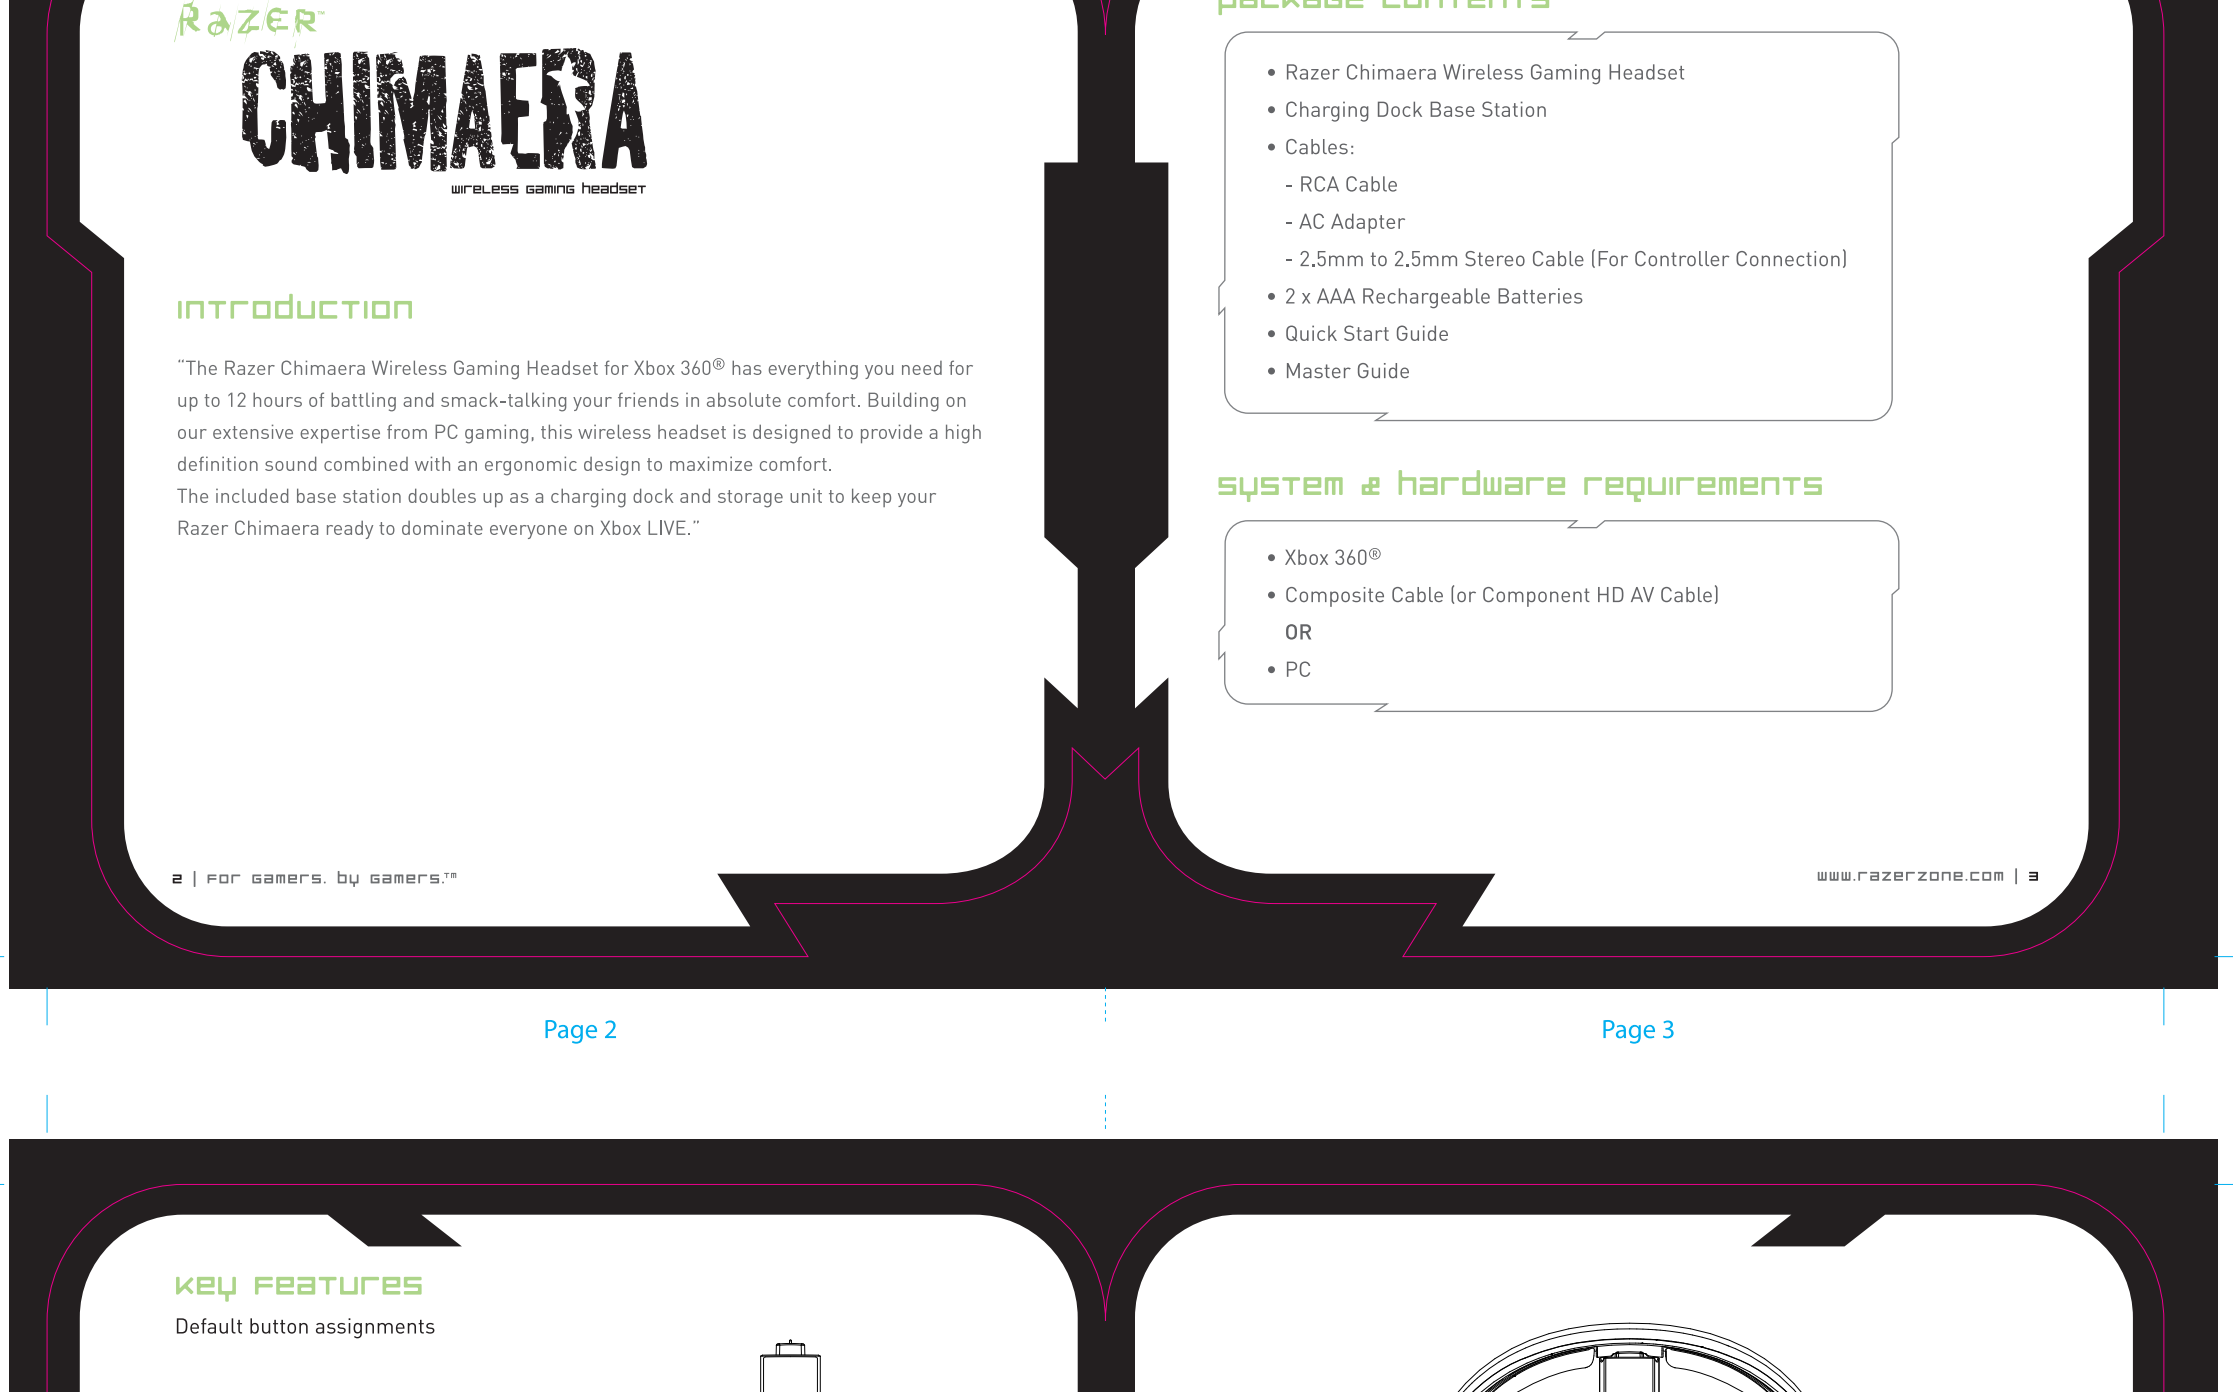 RAZER™
CHIMAERA
wireless gaming headset
introduction
“The Razer Chimaera Wireless Gaming Headset for Xbox 360® has everything you need for
up to 12 hours of battling and smack-talking your friends in absolute comfort. Building on
our extensive expertise from PC gaming, this wireless headset is designed to provide a high
definition sound combined with an ergonomic design to maximize comfort.
The included base station doubles up as a charging dock and storage unit to keep your
Razer Chimaera ready to dominate everyone on Xbox LIVE.”
2 | For gamers. by gamers.™
package contents
• Razer Chimaera Wireless Gaming Headset
• Charging Dock Base Station
• Cables:
- RCA Cable
- AC Adapter
- 2.5mm to 2.5mm Stereo Cable (For Controller Connection)
• 2 x AAA Rechargeable Batteries
• Quick Start Guide
• Master Guide
system & hardware requirements
• Xbox 360®
• Composite Cable (or Component HD AV Cable)
OR
• PC
www.razerzone.com | 3
Page 2
Page 3
key features
Default button assignments